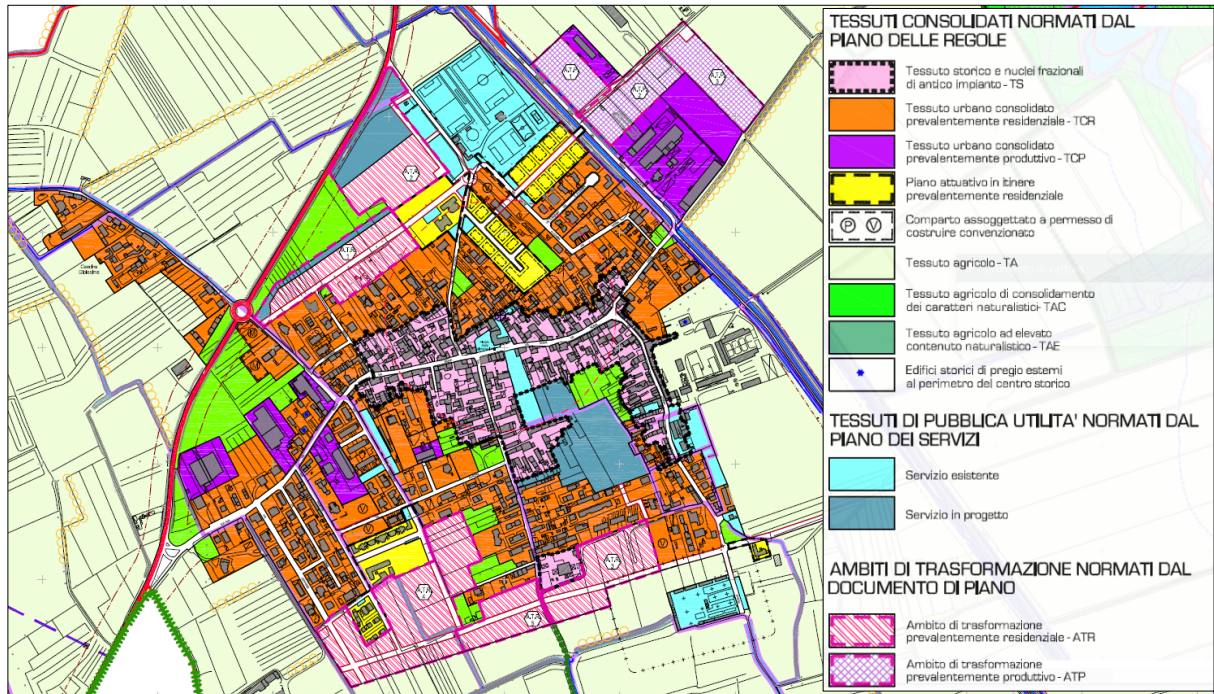 TESSUTI CONSOLIDATI NORMATI DAL
PIANO DELLE REGOLE
Tessuto storico e nuclei frazionali
di antico impianto - TS
Tessuto urbano consolidato
prevalentemente residenziale - TCR
Tessuto urbano consolidato
prevalentemente produttivo - TCP
Piano attuativo in itinere
prevalentemente residenziale
P V
Comparto assoggettato a permesso di
costruire convenzionato
Tessuto agricolo - TA
Tessuto agricolo di consolidamento
dei caratteri naturalistici- TAC
Tessuto agricolo ad elevato
contenuto naturalistico - TAE
Edifici storici di pregio esterni
al perimetro del centro storico
TESSUTI DI PUBBLICA UTILITA' NORMATI DAL
PIANO DEI SERVIZI
Servizio esistente
Servizio in progetto
AMBITI DI TRASFORMAZIONE NORMATI DAL
DOCUMENTO DI PIANO
Ambito di trasformazione
prevalentemente residenziale - ATR
Ambito di trasformazione
prevalentemente produttivo - ATP